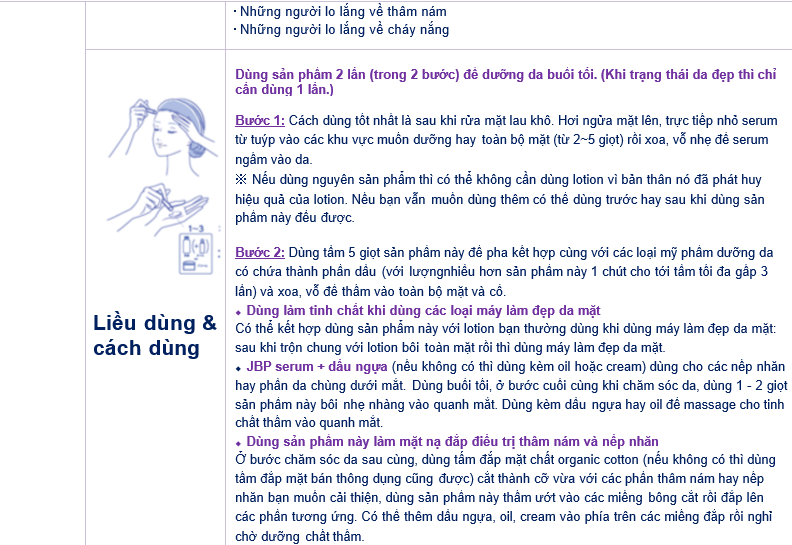 · Những người lo lắng về thâm nám
· Những người lo lắng về cháy nắng
Dùng sản phẩm 2 lần (trong 2 bước) để dưỡng da buổi tối. (Khi trạng thái da đẹp thì chỉ
cần dùng 1 lần.)
Bước 1: Cách dùng tốt nhất là sau khi rửa mặt lau khô. Hơi ngửa mặt lên, trực tiếp nhỏ serum
từ tuýp vào các khu vực muốn dưỡng hay toàn bộ mặt (từ 2~5 giọt) rồi xoa, vỗ nhẹ để serum
ngấm vào da.
※ Nếu dùng nguyên sản phẩm thì có thể không cần dùng lotion vì bản thân nó đã phát huy
hiệu quả của lotion. Nếu bạn vẫn muốn dùng thêm có thể dùng trước hay sau khi dùng sản
phẩm này đều được.
1~3
Bước 2: Dùng tầm 5 giọt sản phẩm này để pha kết hợp cùng với các loại mỹ phẩm dưỡng da
có chứa thành phần dầu (với lượngnhiều hơn sản phẩm này 1 chút cho tới tầm tối đa gấp 3
lần) và xoa, vỗ để thấm vào toàn bộ mặt và cổ.
Liều dùng &
cách dùng
⬥ Dùng làm tinh chất khi dùng các loại máy làm đẹp da mặt
Có thể kết hợp dùng sản phẩm này với lotion bạn thường dùng khi dùng máy làm đẹp da mặt:
sau khi trộn chung với lotion bôi toàn mặt rồi thì dùng máy làm đẹp da mặt.
⬥ JBP serum + dầu ngựa (nếu không có thì dùng kèm oil hoặc cream) dùng cho các nếp nhăn
hay phần da chùng dưới mắt. Dùng buổi tối, ở bước cuối cùng khi chăm sóc da, dùng 1 - 2 giọt
sản phẩm này bôi nhẹ nhàng vào quanh mắt. Dùng kèm dầu ngựa hay oil để massage cho tinh
chất thấm vào quanh mắt.
⬥ Dùng sản phẩm này làm mặt nạ đắp điều trị thâm nám và nếp nhăn
Ở bước chăm sóc da sau cùng, dùng tấm đắp mặt chất organic cotton (nếu không có thì dùng
tấm đắp mặt bán thông dụng cũng được) cắt thành cỡ vừa với các phần thâm nám hay nếp
nhăn bạn muốn cải thiện, dùng sản phẩm này thấm ướt vào các miếng bông cắt rồi đắp lên
các phần tương ứng. Có thể thêm dầu ngựa, oil, cream vào phía trên các miếng đắp rồi nghỉ
chờ dưỡng chất thấm.